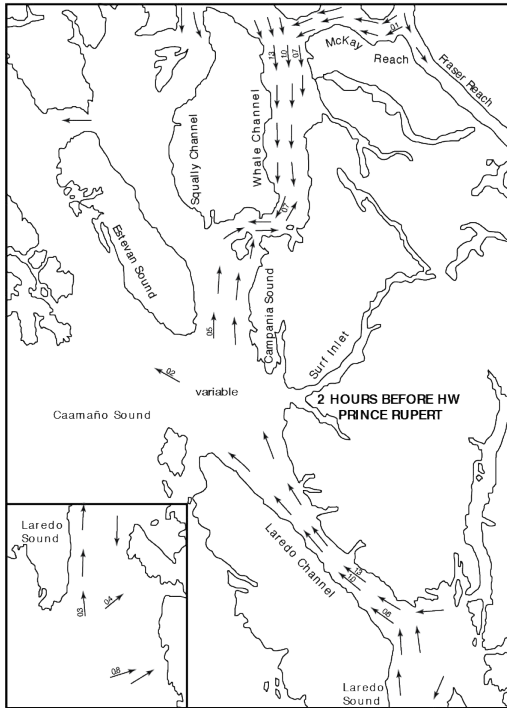 01
McKay
Reach
Fraser Reach
13
10
07
Squally Channel
Whale Channel
07
Estevan Sound
Campania Sound
05
Surf Inlet
02
variable
2 HOURS BEFORE HW
PRINCE RUPERT
Caamaño Sound
Laredo Channel
13
10
06
Laredo
Sound
03
04
08
Laredo
Sound